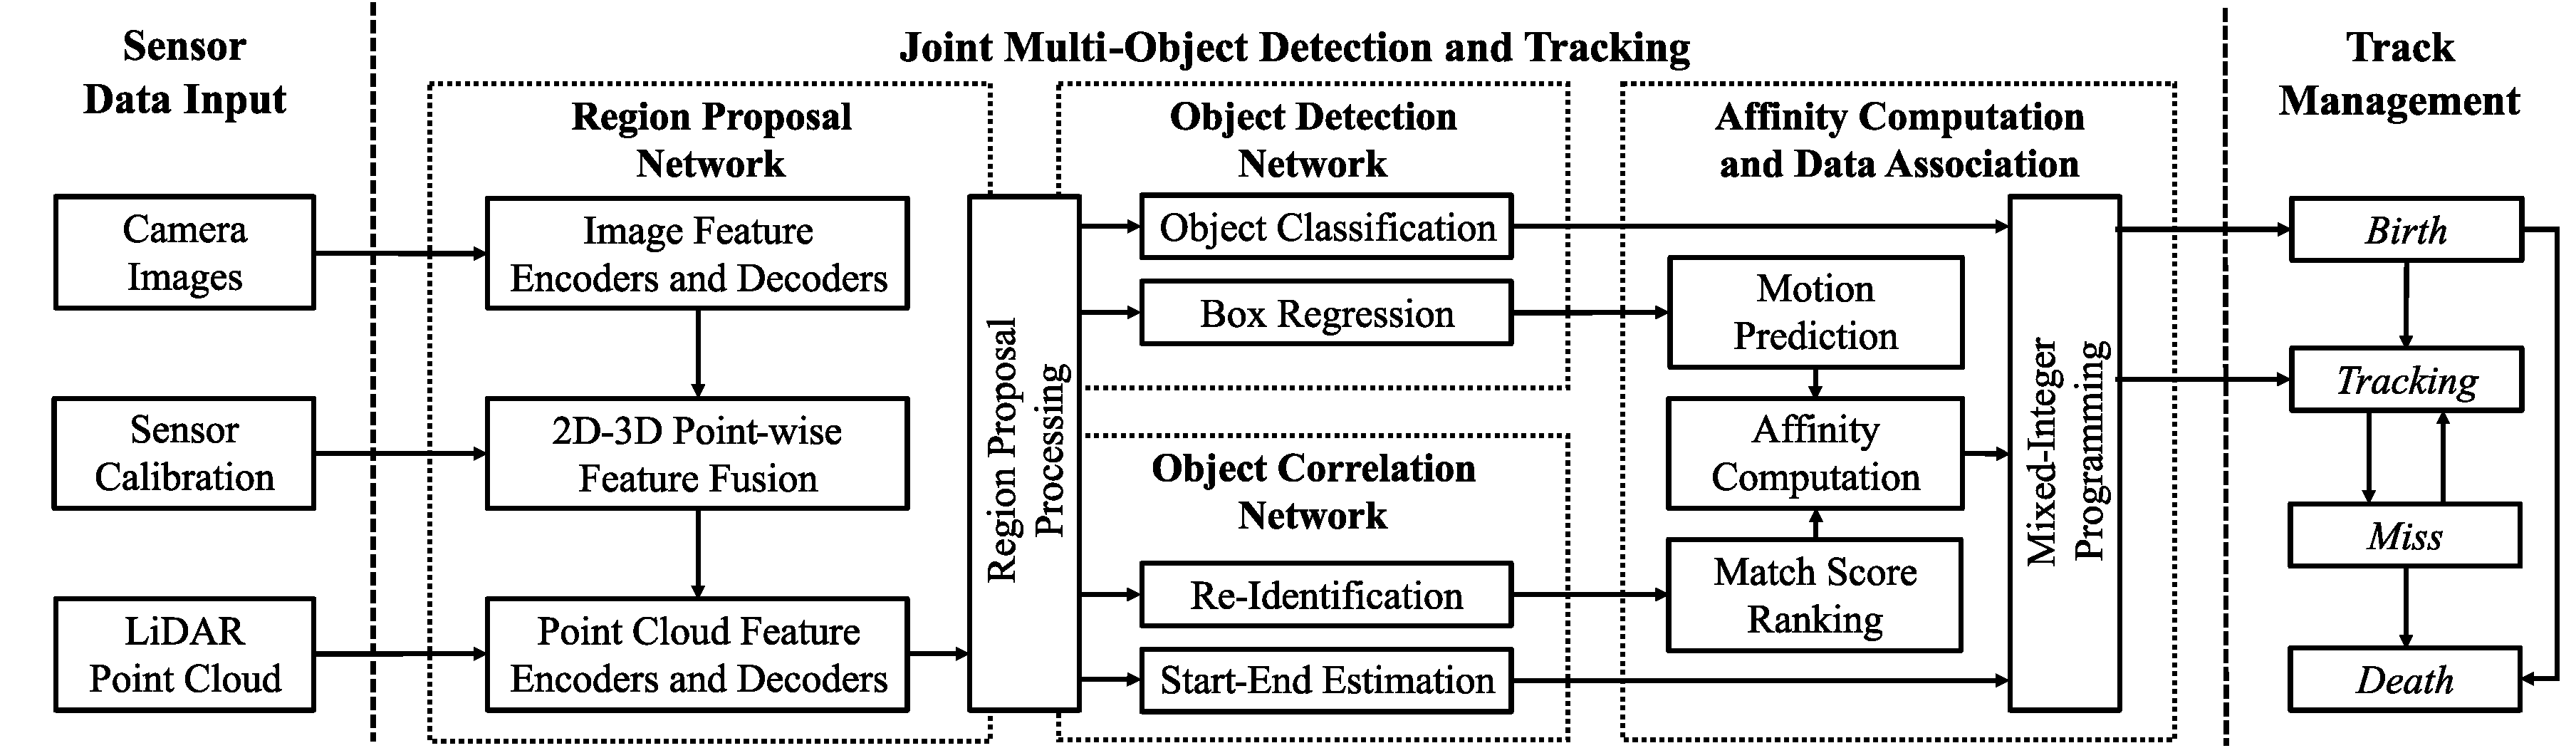 Sensor
Data Input
Camera
Images
Sensor
Calibration
LiDAR
Point Cloud
Joint Multi-Object Detection and Tracking
Region Proposal
Network
Image Feature
Encoders and Decoders
2D-3D Point-wise
Feature Fusion
Point Cloud Feature
Encoders and Decoders
Region Proposal
Processing
Object Detection
Network
Object Classification
Box Regression
Object Correlation
Network
Re-Identification
Start-End Estimation
Affinity Computation
and Data Association
Motion
Prediction
Affinity
Computation
Match Score
Ranking
Mixed-Integer
Programming
Track
Management
Birth
Tracking
Miss
Death